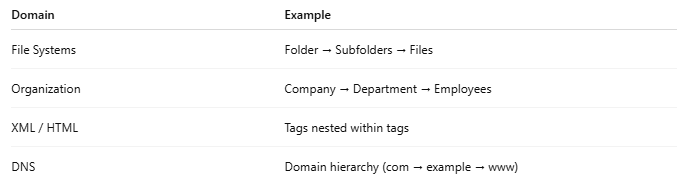 Domain Example
File Systems Folder → Subfolders → Files
Organization Company → Department → Employees
XML / HTML Tags nested within tags
DNS Domain hierarchy (com → example → www)